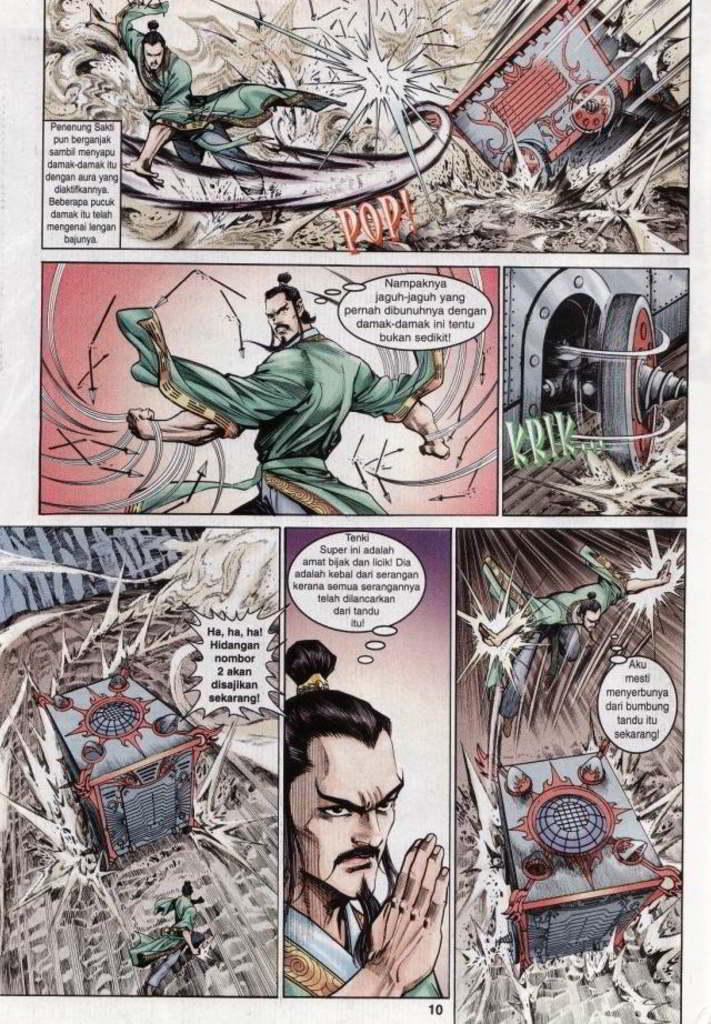 Penenung Sakti
pun berganjak
sambil menyapu
damak-damak itu
dengan aura yang
diaktifkannya.
Beberapa pucuk
damak itu telah
mengenai lengan
bajunya.
POP!
Nampaknya
jaguh-jaguh yang
pernah dibunuhnya dengan
damak-damak ini tentu
bukan sedikit!
KRIK...
Ha, ha, ha!
Hidangan
nombor
2 akan
disajikan
sekarang!
Tenki
Super ini adalah
amat bijak dan licik! Dia
adalah kebal dari serangan
kerana semua serangannya
telah dilancarkan
dari tandu
itu!
Aku
mesti
menyerbunya
dari bumbung
tandu itu
sekarang!
10